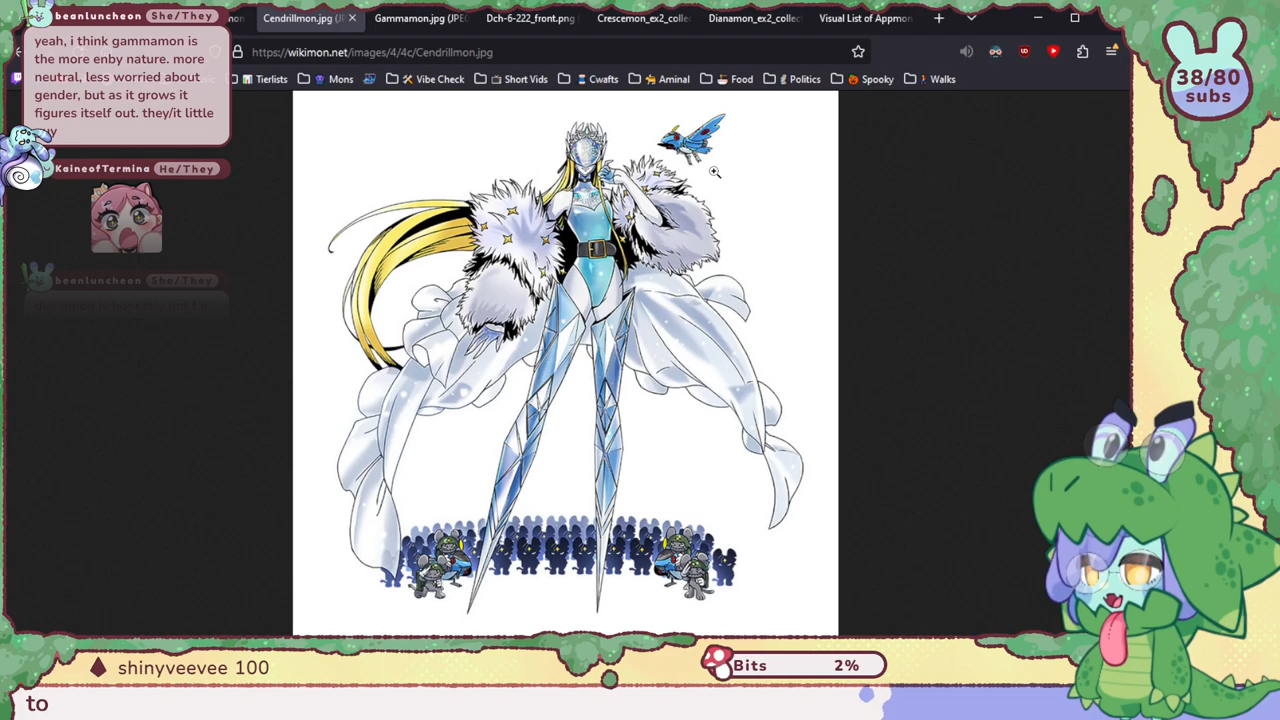 beanluncheon She/They
yeah, i think gammamon is
the more enby nature. more
neutral, less worried about
gender, but as it grows it
figures itself out. they/it little
KaineofTermina He/They
beanluncheon She/They
Cendrillmon.jpg (JP
Gammamon.jpg (JPE
Dch-6-222_front.png
Crescemon_ex2_colle
Dianamon_ex2_collec
Visual List of Appmon
https://wikimon.net/images/4/4c/Cendrillmon.jpg
Tierlists
Mons
Vibe Check
Short Vids
Cwafts
Aminal
Food
Politics
Spooky
Walks
38/80
subs
shinyveevee 100
Bits 2%
to